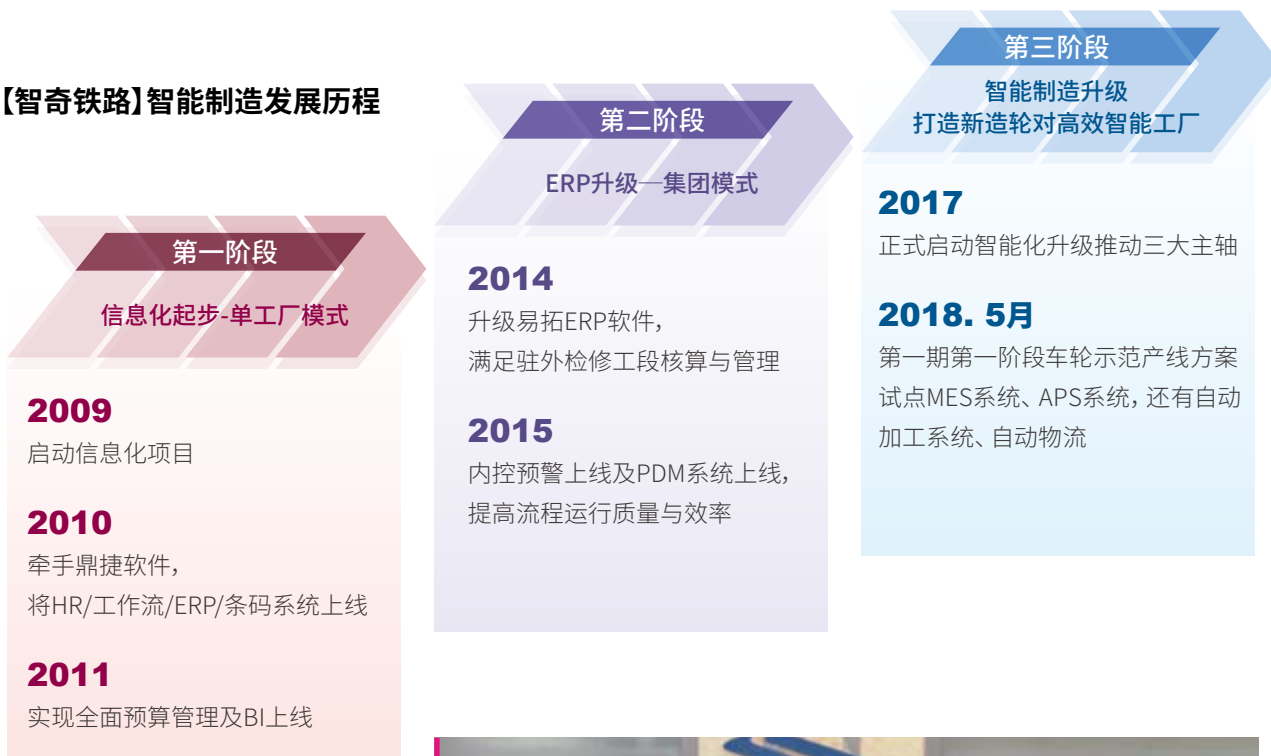 【智奇铁路】智能制造发展历程
第一阶段
信息化起步-单工厂模式
2009
启动信息化项目
2010
牵手鼎捷软件，
将HR/工作流/ERP/条码系统上线
2011
实现全面预算管理及BI上线
第二阶段
ERP升级—集团模式
2014
升级易拓ERP软件，
满足驻外检修工段核算与管理
2015
内控预警上线及PDM系统上线，
提高流程运行质量与效率
第三阶段
智能制造升级
打造新造轮对高效智能工厂
2017
正式启动智能化升级推动三大主轴
2018. 5月
第一期第一阶段车轮示范产线方案
试点MES系统、APS系统，还有自动
加工系统、自动物流